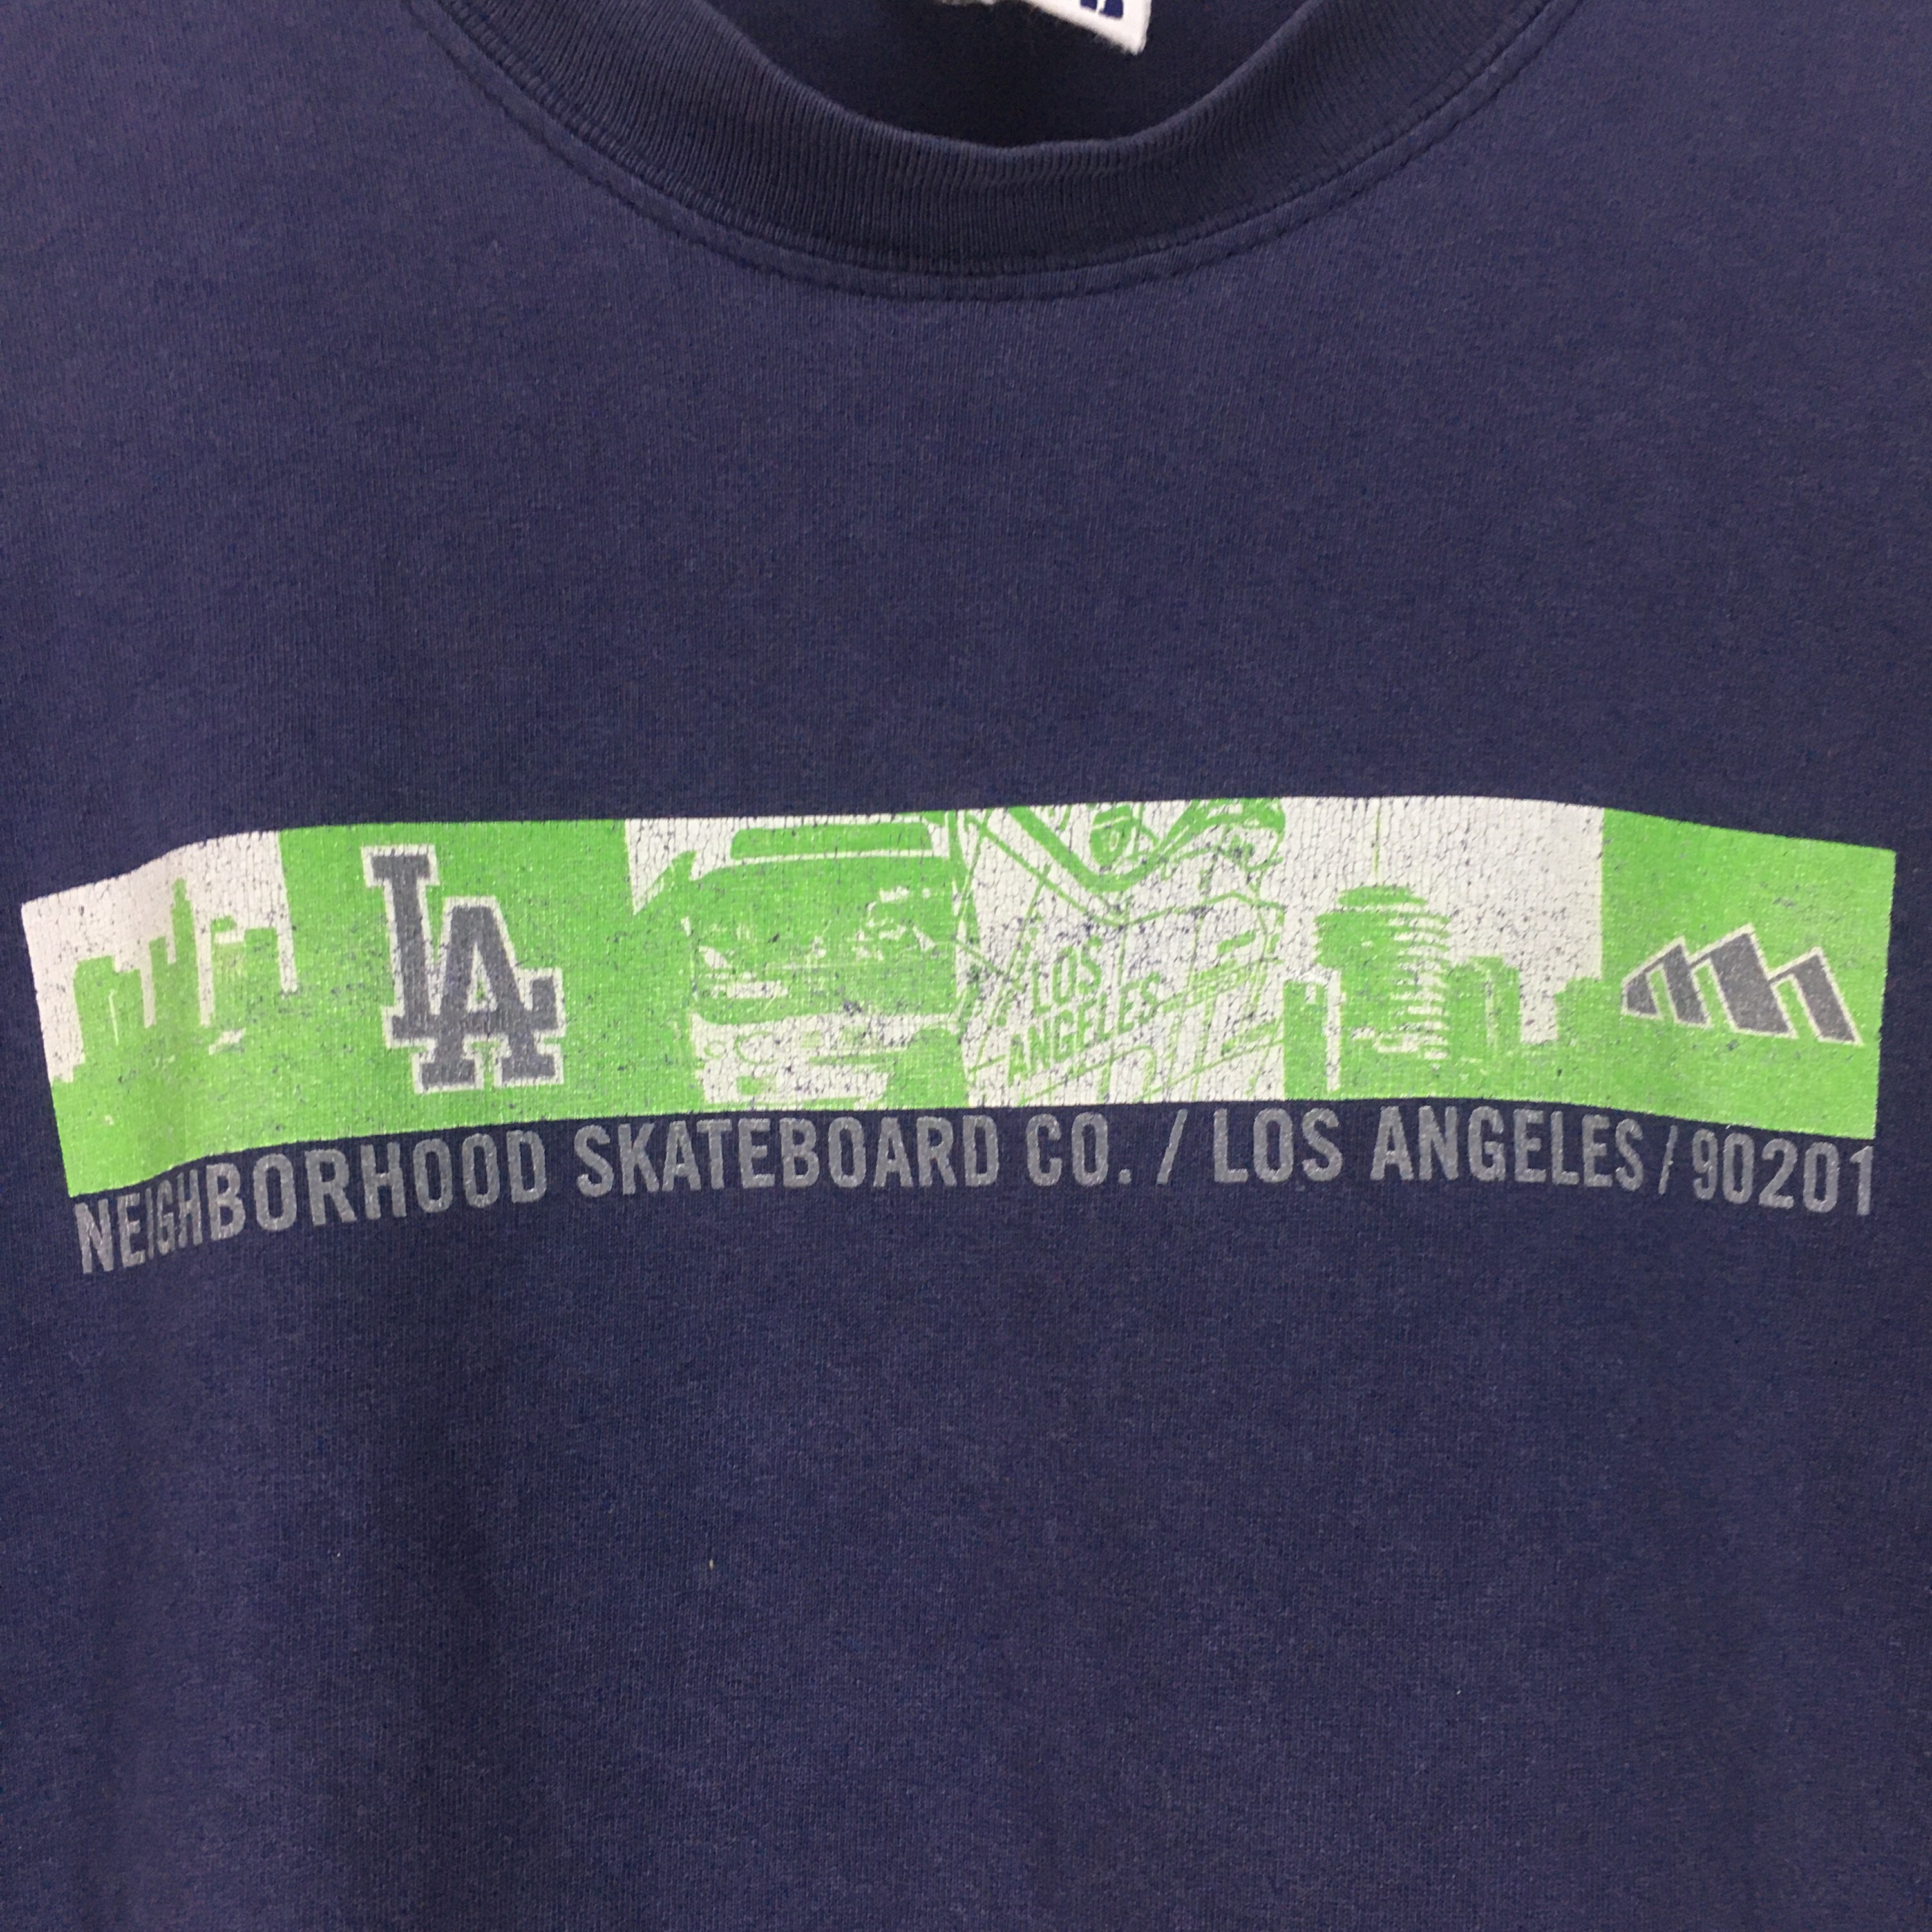 LA
LOS
ANGELES
NEIGHBORHOOD SKATEBOARD CO. / LOS ANGELES / 90201